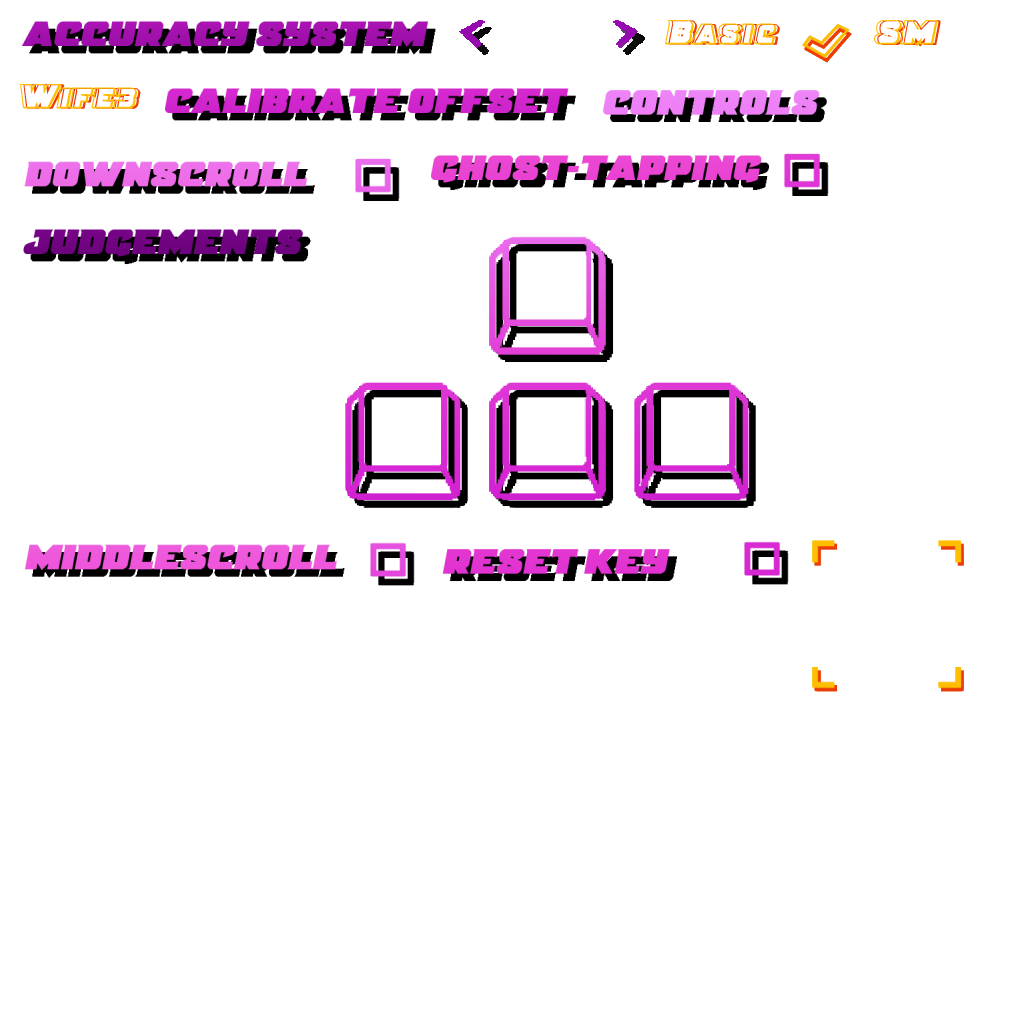 ACCURACY SYSTEM < > BASIC SM
WIFE3 CALIBRATE OFFSET CONTROLS
DOWNSCROLL GHOST-TAPPING
JUDGEMENTS
MIDDLESCROLL RESET KEY